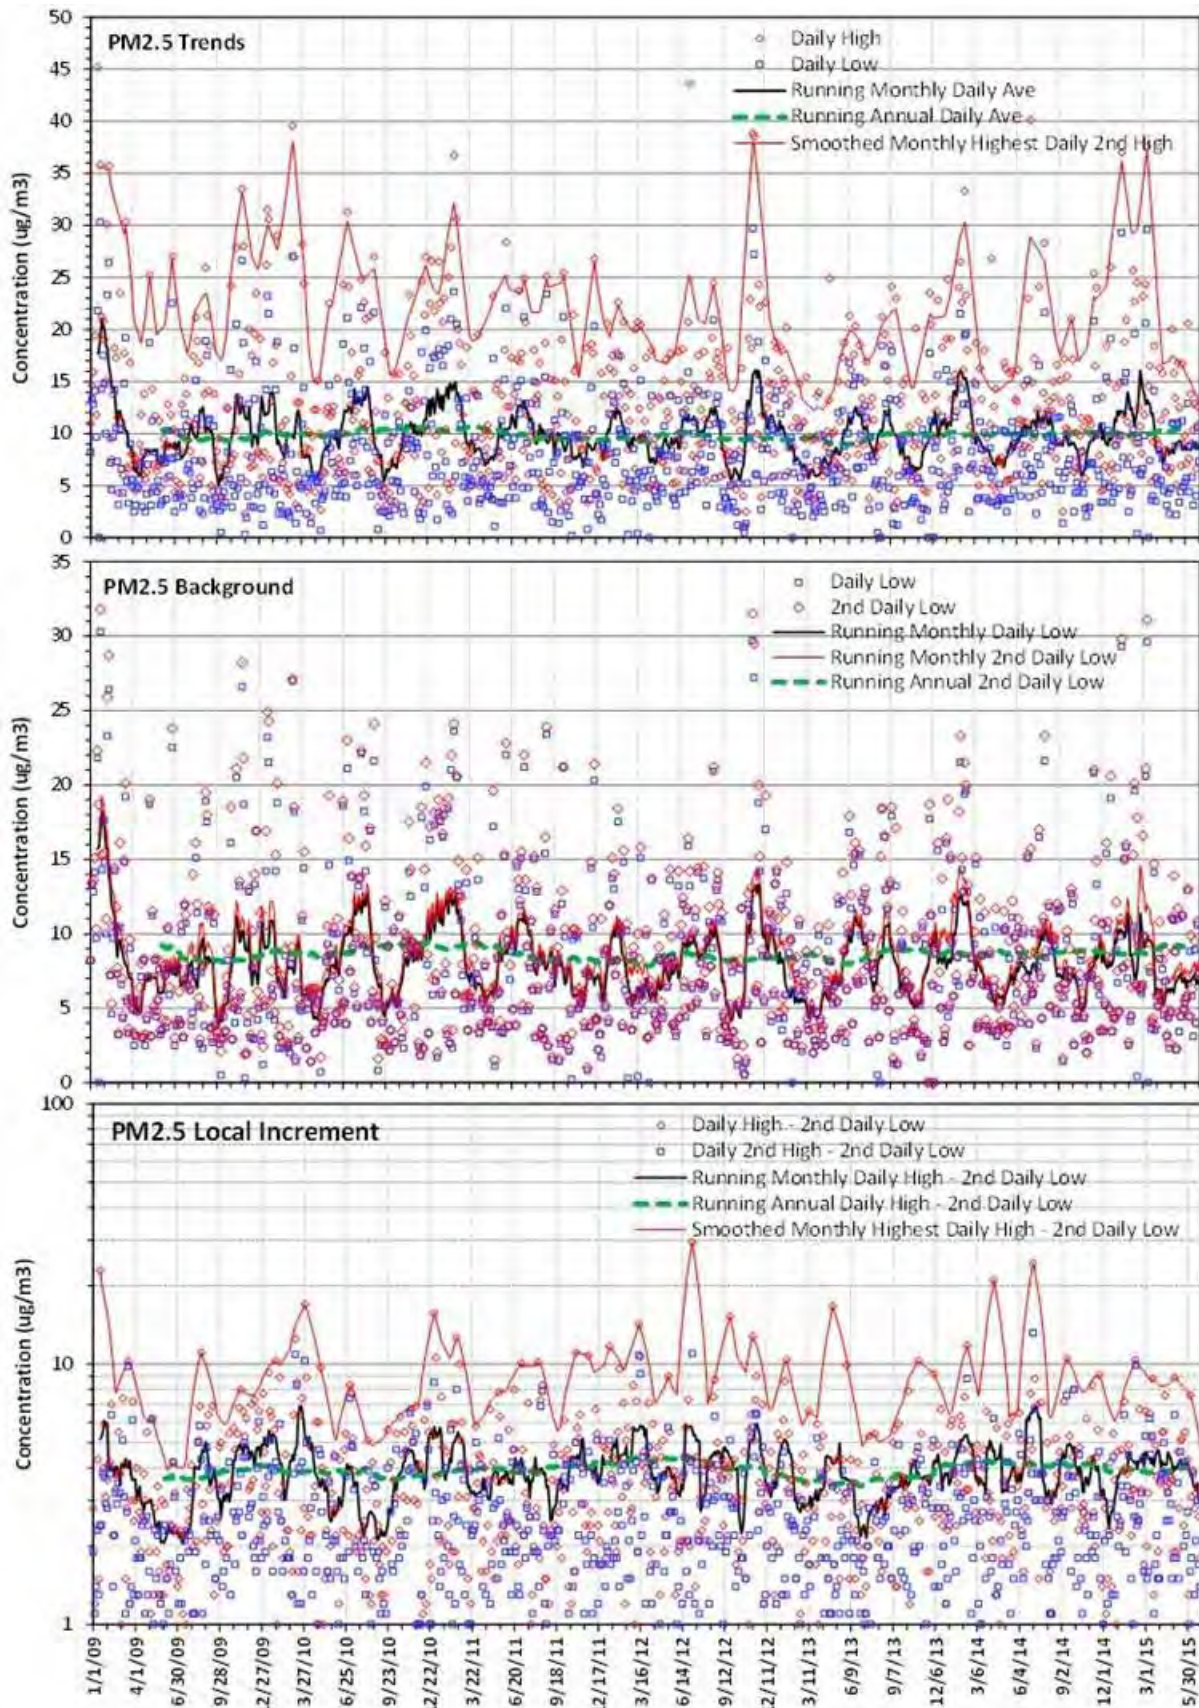 50
PM2.5 Trends
Daily High
Daily Low
Running Monthly Daily Ave
Running Annual Daily Ave
Smoothed Monthly Highest Daily 2nd High
45
40
35
30
25
20
15
10
5
0
Concentration (ug/m3)
35
PM2.5 Background
Daily Low
2nd Daily Low
Running Monthly Daily Low
Running Monthly 2nd Daily Low
Running Annual 2nd Daily Low
30
25
20
15
10
5
0
Concentration (ug/m3)
100
PM2.5 Local Increment
Daily High - 2nd Daily Low
Daily 2nd High - 2nd Daily Low
Running Monthly Daily High - 2nd Daily Low
Running Annual Daily High - 2nd Daily Low
Smoothed Monthly Highest Daily High - 2nd Daily Low
10
1
Concentration (ug/m3)
1/1/09
4/1/09
6/30/09
9/28/09
2/27/09
3/27/10
6/25/10
9/23/10
2/22/10
3/22/11
6/20/11
9/18/11
2/17/11
3/16/12
6/14/12
9/12/12
2/11/12
3/11/13
6/9/13
9/7/13
2/6/13
3/6/14
6/4/14
9/2/14
2/1/14
3/1/15
5/30/15